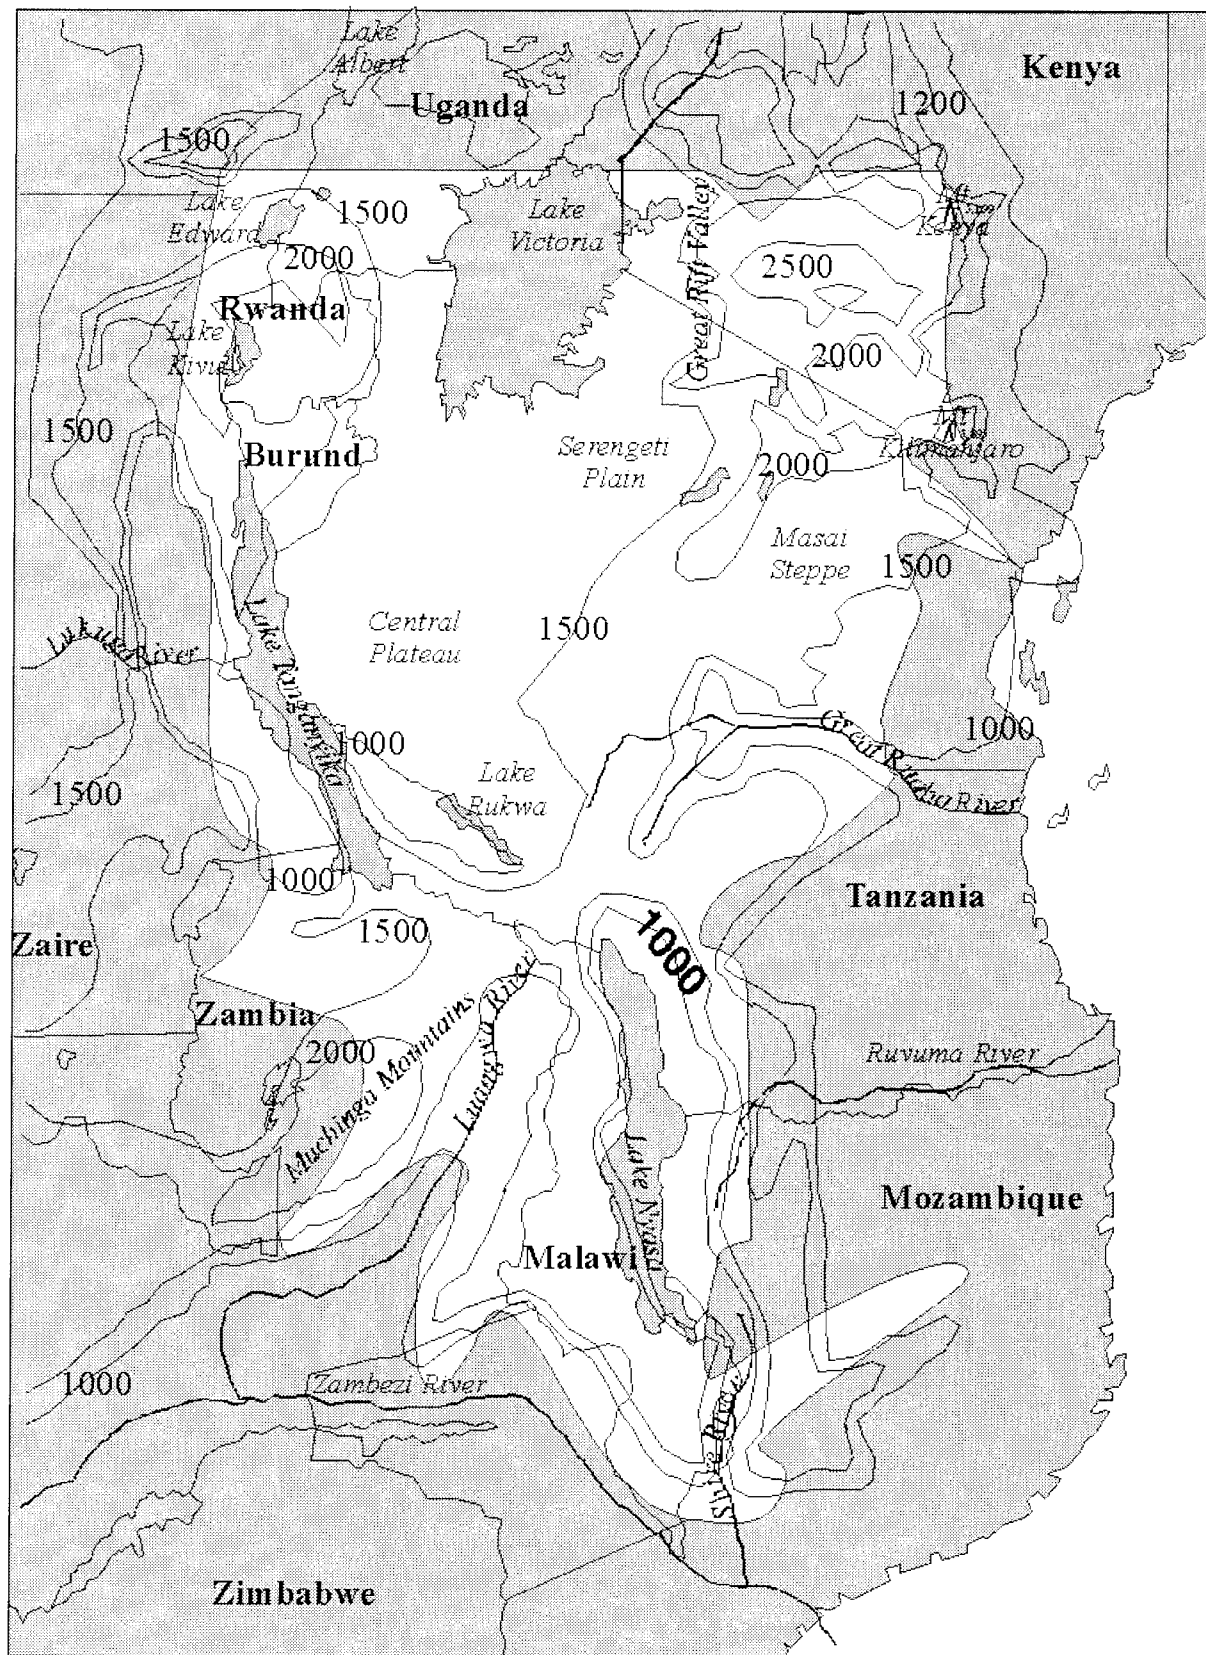 Lake
Albert
Kenya
Uganda
1200
1500
Lake
Edward
1500
Lake
Victoria
Great Rift Valley
Mt
Kenya
2000
2500
Rwanda
Lake
Kivu
2000
1500
Burund
Serengeti
Plain
2000
Mt
Kilimanjaro
Masai
Steppe
1500
Lukuga River
Lake Tanganyika
Central
Plateau
1500
1000
Great Ruaha River
1000
Lake
Rukwa
1500
1000
Tanzania
Zaire
1500
1000
Zambia
Luangwa River
2000
Muchinga Mountains
Ruvuma River
Lake Nyasa
Mozambique
Malawi
1000
Zambezi River
Shire River
Zimbabwe